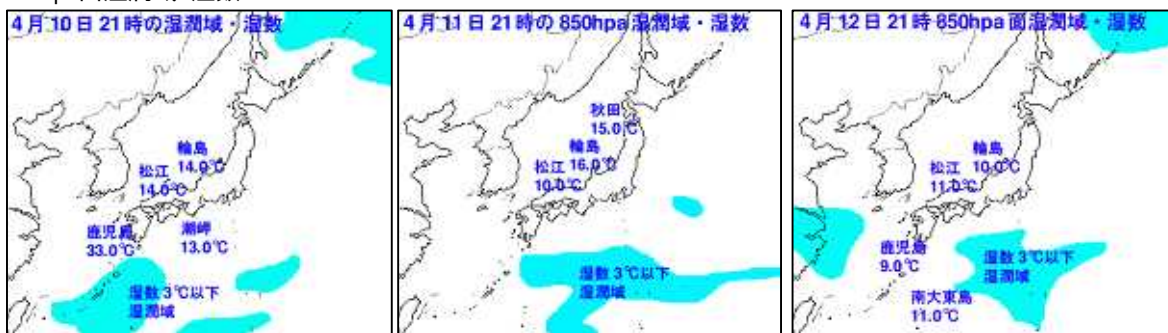 4月10日21時の湿潤域・湿数
輪島
14.0℃
松江
14.0℃
鹿児島
33.0℃
潮岬
13.0℃
湿数3℃以下
湿潤域
4月11日21時の850hpa湿潤域・湿数
秋田
15.0℃
輪島
16.0℃
松江
10.0℃
湿数3℃以下
湿潤域
4月12日21時850hpa面湿潤域・湿数
輪島
10.0℃
松江
11.0℃
鹿児島
9.0℃
湿数3℃以下
湿潤域
南大東島
11.0℃